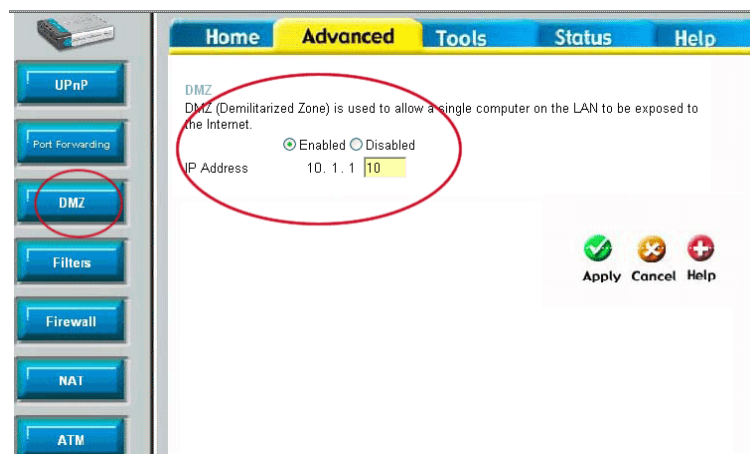 Home Advanced Tools Status Help
UPnP
Port Forwarding
DMZ
Filters
Firewall
NAT
ATM
DMZ
DMZ (Demilitarized Zone) is used to allow a single computer on the LAN to be exposed to
the Internet.
Enabled Disabled
IP Address 10. 1. 1 10
Apply Cancel Help